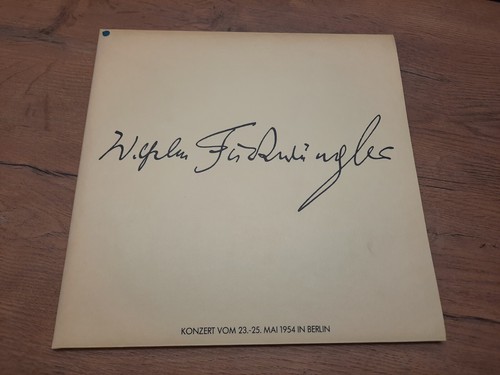 Wilhelm Furtwängler
KONZERT VOM 23.-25. MAI 1954 IN BERLIN